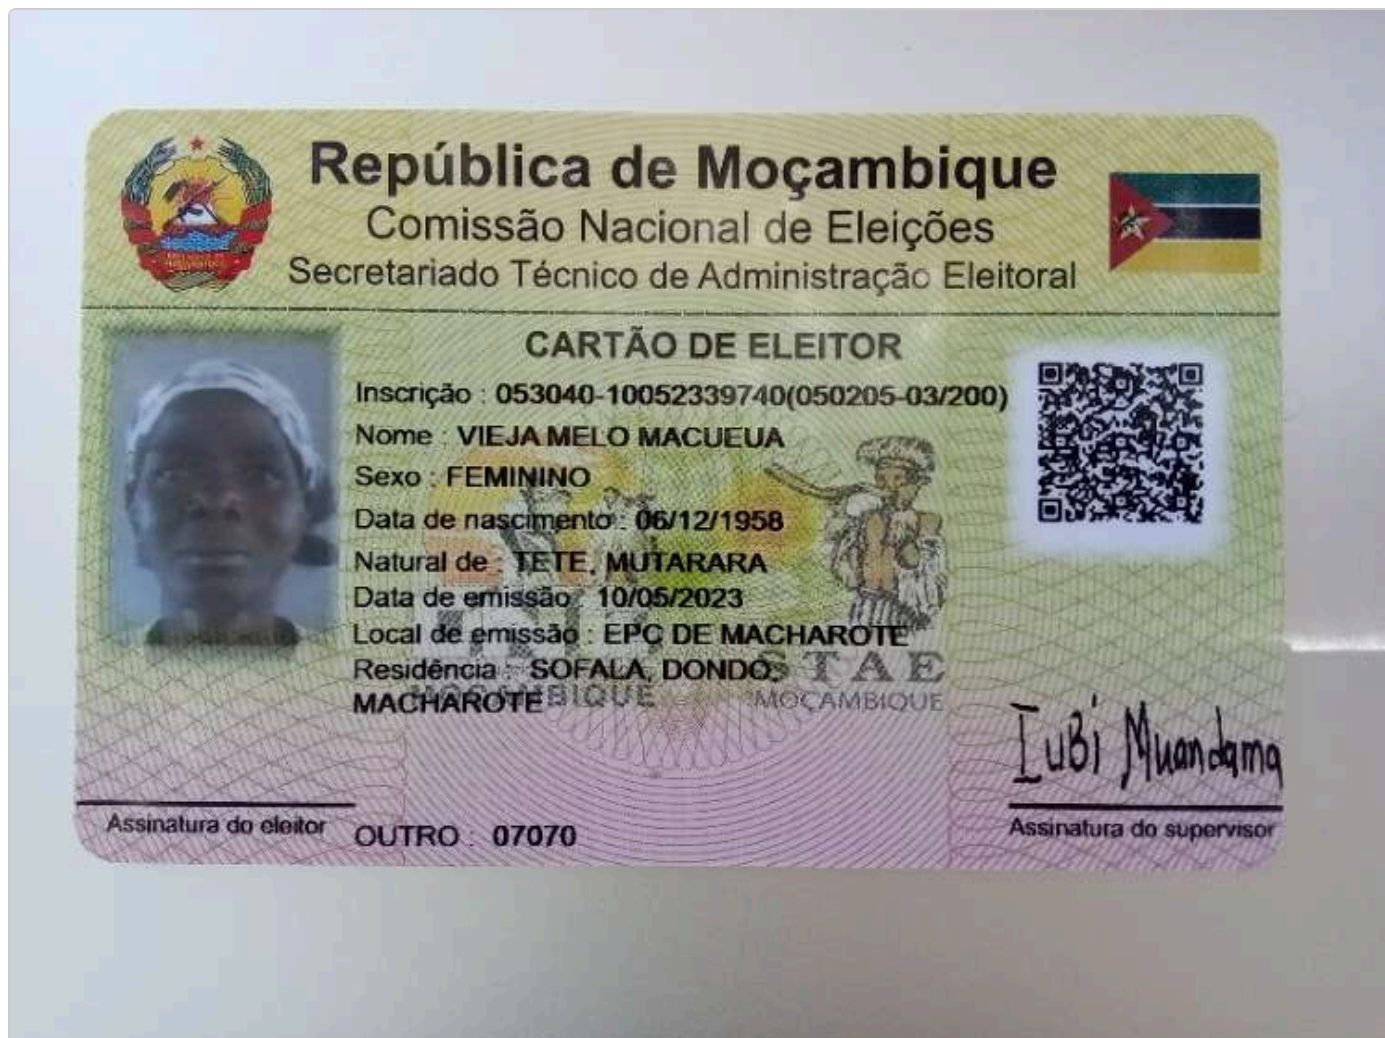 República de Moçambique
Comissão Nacional de Eleições
Secretariado Técnico de Administração Eleitoral
CARTÃO DE ELEITOR
Inscrição : 053040-10052339740(050205-03/200)
Nome : VIEJA MELO MACUEUA
Sexo : FEMININO
Data de nascimento : 06/12/1958
Natural de : TETE, MUTARARA
Data de emissão : 10/05/2023
Local de emissão : EPC DE MACHAROTE
Residência : SOFALA, DONDO,
MACHAROTE
STAE
MOÇAMBIQUE
IuBi Muandama
Assinatura do eleitor
OUTRO : 07070
Assinatura do supervisor